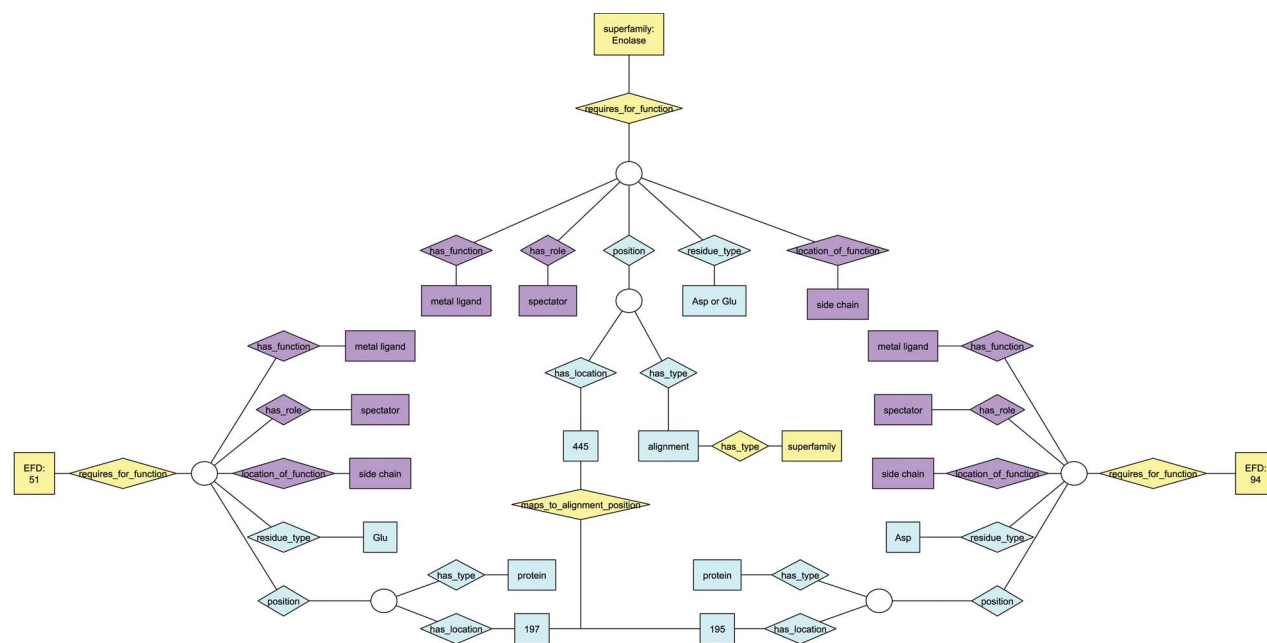 superfamily:
Enolase
requires_for_function
has_function
has_role
position
residue_type
location_of_function
metal ligand
spectator
Asp or Glu
side chain
has_function
metal ligand
metal ligand
has_function
has_location
has_type
has_role
spectator
spectator
has_role
445
alignment
has_type
superfamily
EFD:
51
requires_for_function
location_of_function
side chain
side chain
location_of_function
requires_for_function
EFD:
94
maps_to_alignment_position
residue_type
Glu
Asp
residue_type
has_type
protein
protein
has_type
position
position
has_location
197
195
has_location